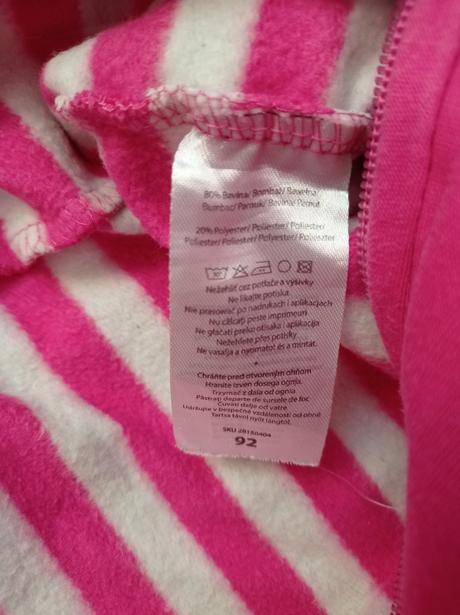 80% Bavlna/ Bombaž/ Bawełna/
Bumbac/ Pamuk/ Bavlna/ Pamut
20% Polyester/ Poliester/ Poliester/
Poliester/ Poliester/ Polyester/ Poliészter
Nežehliť cez potlače a výšivky
Ne likajte potiska
Nie prasować po nadrukach i aplikacjach
Nu călcați peste imprimeuri
Ne glačati preko otisaka i aplikacija
Nežehlete přes potisky
Ne vasalja a nyomatot és a mintát.
Chráňte pred otvoreným ohňom
Hranite izven dosega ognja.
Trzymać z dala od ognia
Păstrați departe de sursele de foc
Čuvati dalje od vatre
Udržujte v bezpečné vzdálenosti od ohně
Tartsa távol nyílt lángtól.
SKU 28150404
92